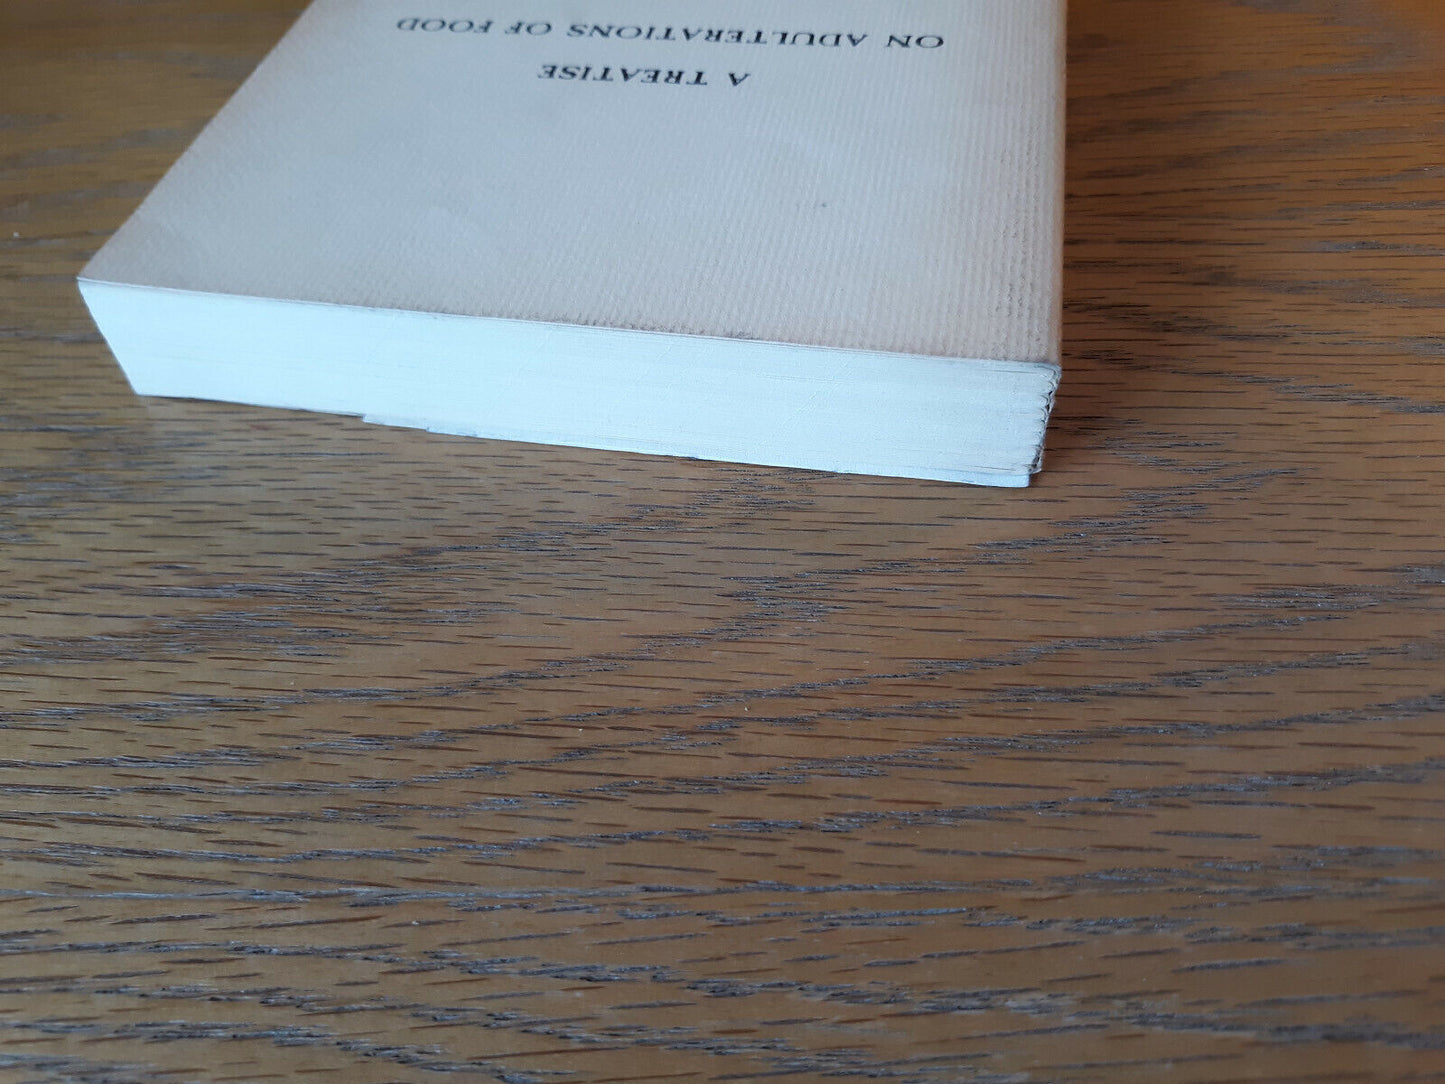 A TREATISE
ON ADULTERATIONS OF FOOD